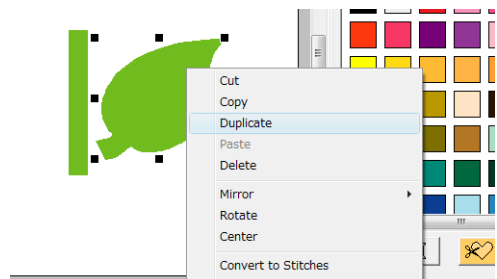 Cut
Copy
Duplicate
Paste
Delete
Mirror
Rotate
Center
Convert to Stitches